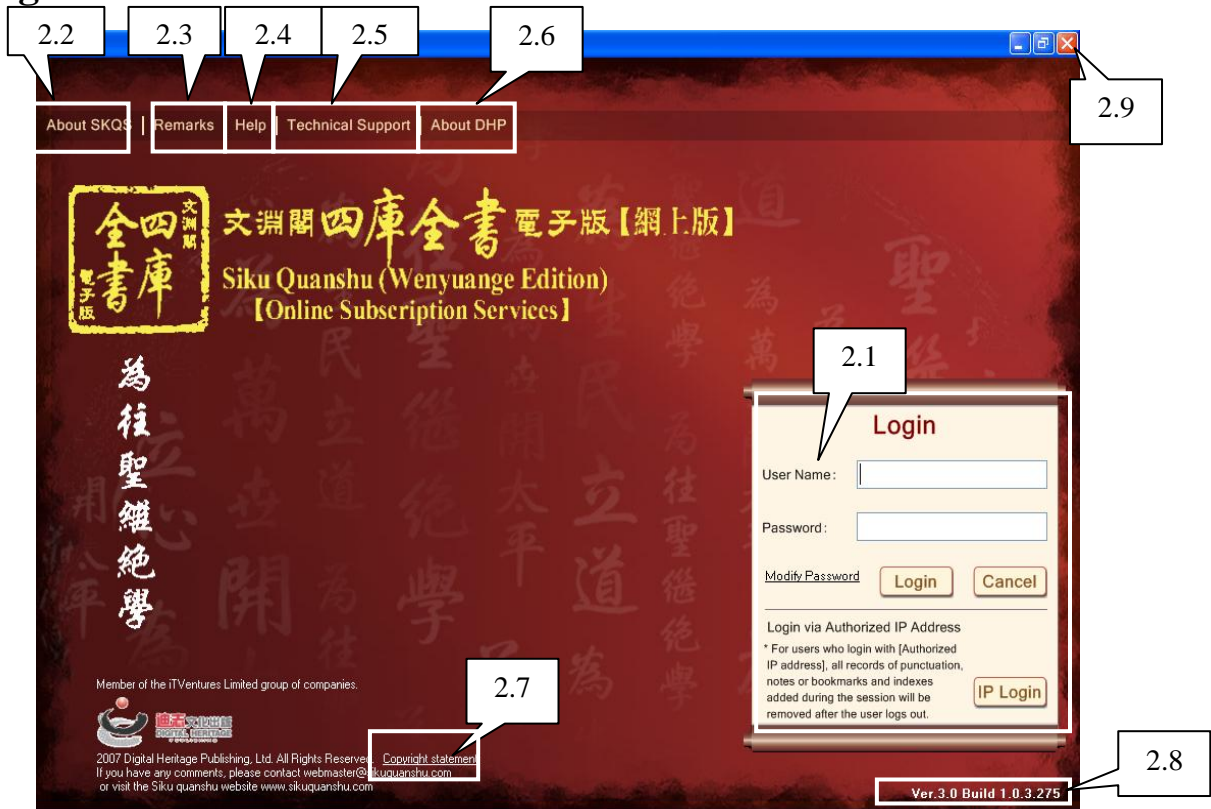 2.2
2.3
2.4
2.5
2.6
2.9
About SKQS
Remarks
Help
Technical Support
About DHP
四庫全書
文淵閣
電子版
文淵閣四庫全書電子版【網上版】
Siku Quanshu (Wenyuange Edition)
【Online Subscription Services】
為往聖繼絕學
2.1
Login
User Name:
Password:
Modify Password
Login
Cancel
Login via Authorized IP Address
* For users who login with [Authorized
IP address], all records of punctuation,
notes or bookmarks and indexes
added during the session will be
removed after the user logs out.
IP Login
2.7
Member of the iTVentures Limited group of companies.
迪志文化出版
DIGITAL HERITAGE
PUBLISHING
2007 Digital Heritage Publishing, Ltd. All Rights Reserved. Copyright statement
If you have any comments, please contact webmaster@sikuquanshu.com
or visit the Siku quanshu website www.sikuquanshu.com
2.8
Ver.3.0 Build 1.0.3.275